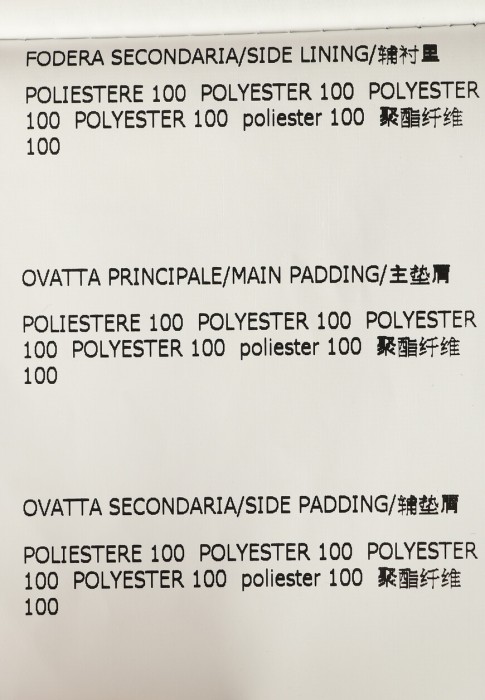 FODERA SECONDARIA/SIDE LINING/辅衬里
POLIESTERE 100 POLYESTER 100 POLYESTER
100 POLYESTER 100 poliester 100 聚酯纤维
100
OVATTA PRINCIPALE/MAIN PADDING/主垫肩
POLIESTERE 100 POLYESTER 100 POLYESTER
100 POLYESTER 100 poliester 100 聚酯纤维
100
OVATTA SECONDARIA/SIDE PADDING/辅垫肩
POLIESTERE 100 POLYESTER 100 POLYESTER
100 POLYESTER 100 poliester 100 聚酯纤维
100